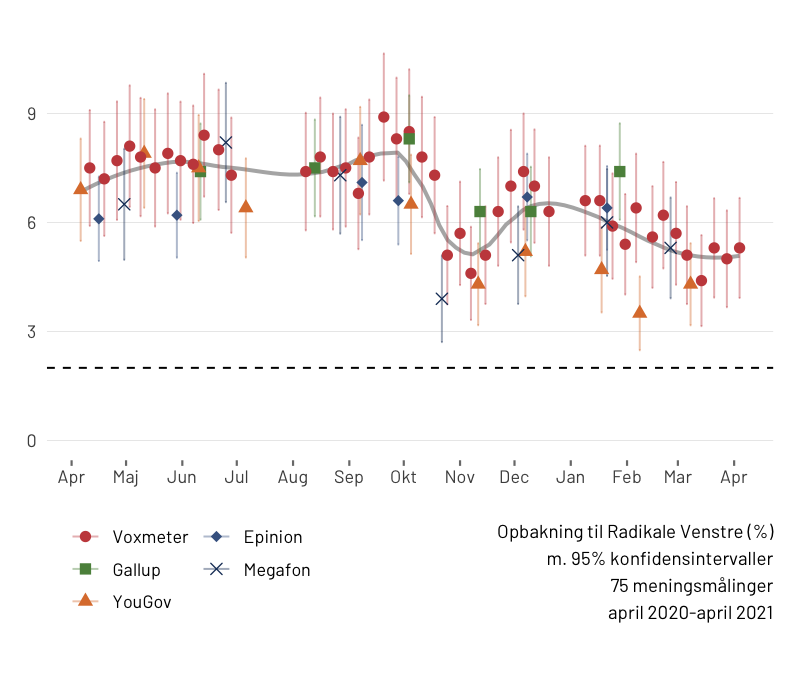 9
6
3
0
Apr Maj Jun Jul Aug Sep Okt Nov Dec Jan Feb Mar Apr
Voxmeter Epinion
Gallup Megafon
YouGov
Opbakning til Radikale Venstre (%)
m. 95% konfidensintervaller
75 meningsmålinger
april 2020-april 2021